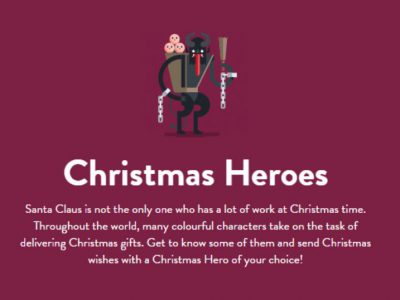 Christmas Heroes
Santa Claus is not the only one who has a lot of work at Christmas time.
Throughout the world, many colourful characters take on the task of
delivering Christmas gifts. Get to know some of them and send Christmas
wishes with a Christmas Hero of your choice!